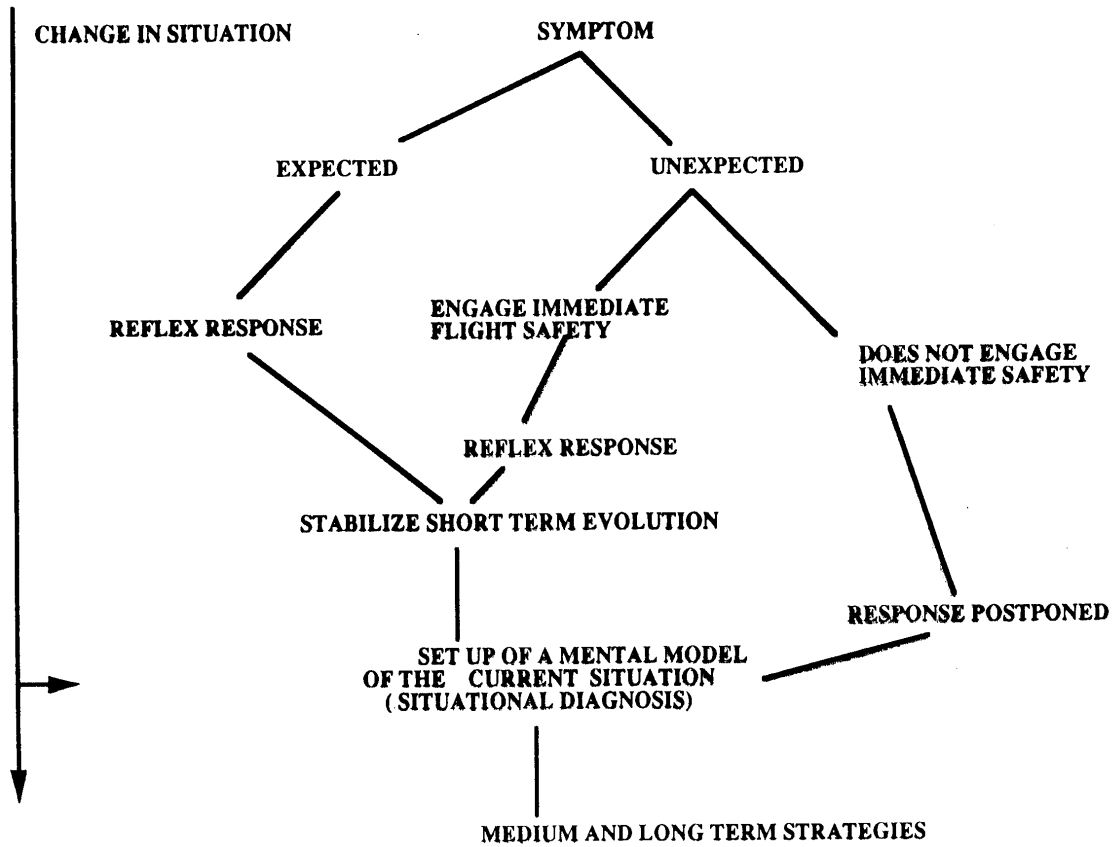 CHANGE IN SITUATION
SYMPTOM
EXPECTED
UNEXPECTED
REFLEX RESPONSE
ENGAGE IMMEDIATE
FLIGHT SAFETY
DOES NOT ENGAGE
IMMEDIATE SAFETY
REFLEX RESPONSE
STABILIZE SHORT TERM EVOLUTION
RESPONSE POSTPONED
SET UP OF A MENTAL MODEL
OF THE CURRENT SITUATION
( SITUATIONAL DIAGNOSIS)
MEDIUM AND LONG TERM STRATEGIES